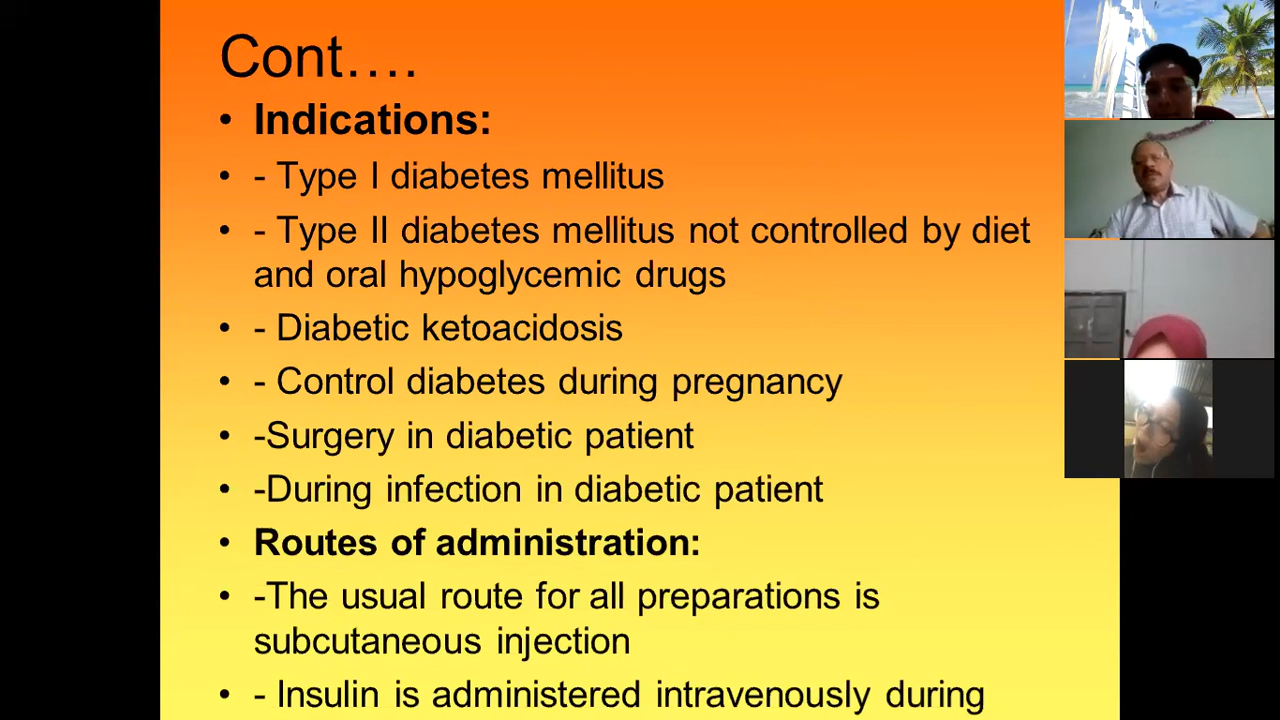 Cont….
• Indications:
• - Type I diabetes mellitus
• - Type II diabetes mellitus not controlled by diet
and oral hypoglycemic drugs
• - Diabetic ketoacidosis
• - Control diabetes during pregnancy
• -Surgery in diabetic patient
• -During infection in diabetic patient
• Routes of administration:
• -The usual route for all preparations is
subcutaneous injection
• - Insulin is administered intravenously during